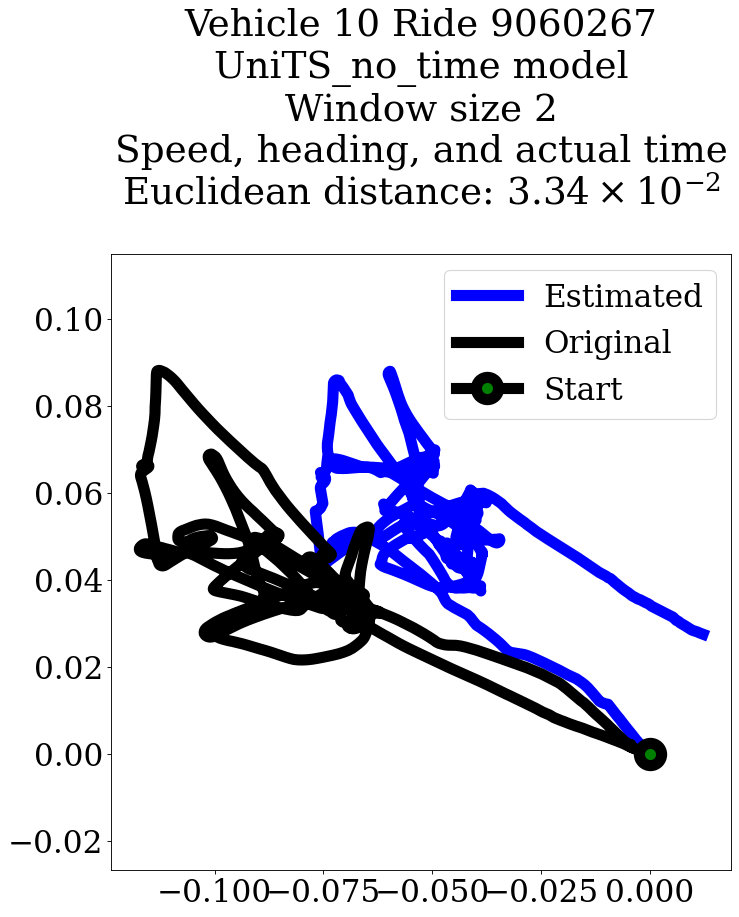 Vehicle 10 Ride 9060267
UniTS_no_time model
Window size 2
Speed, heading, and actual time
Euclidean distance: 3.34 × 10⁻²
Estimated
Original
Start
0.10
0.08
0.06
0.04
0.02
0.00
−0.02
−0.100 −0.075 −0.050 −0.025 0.000